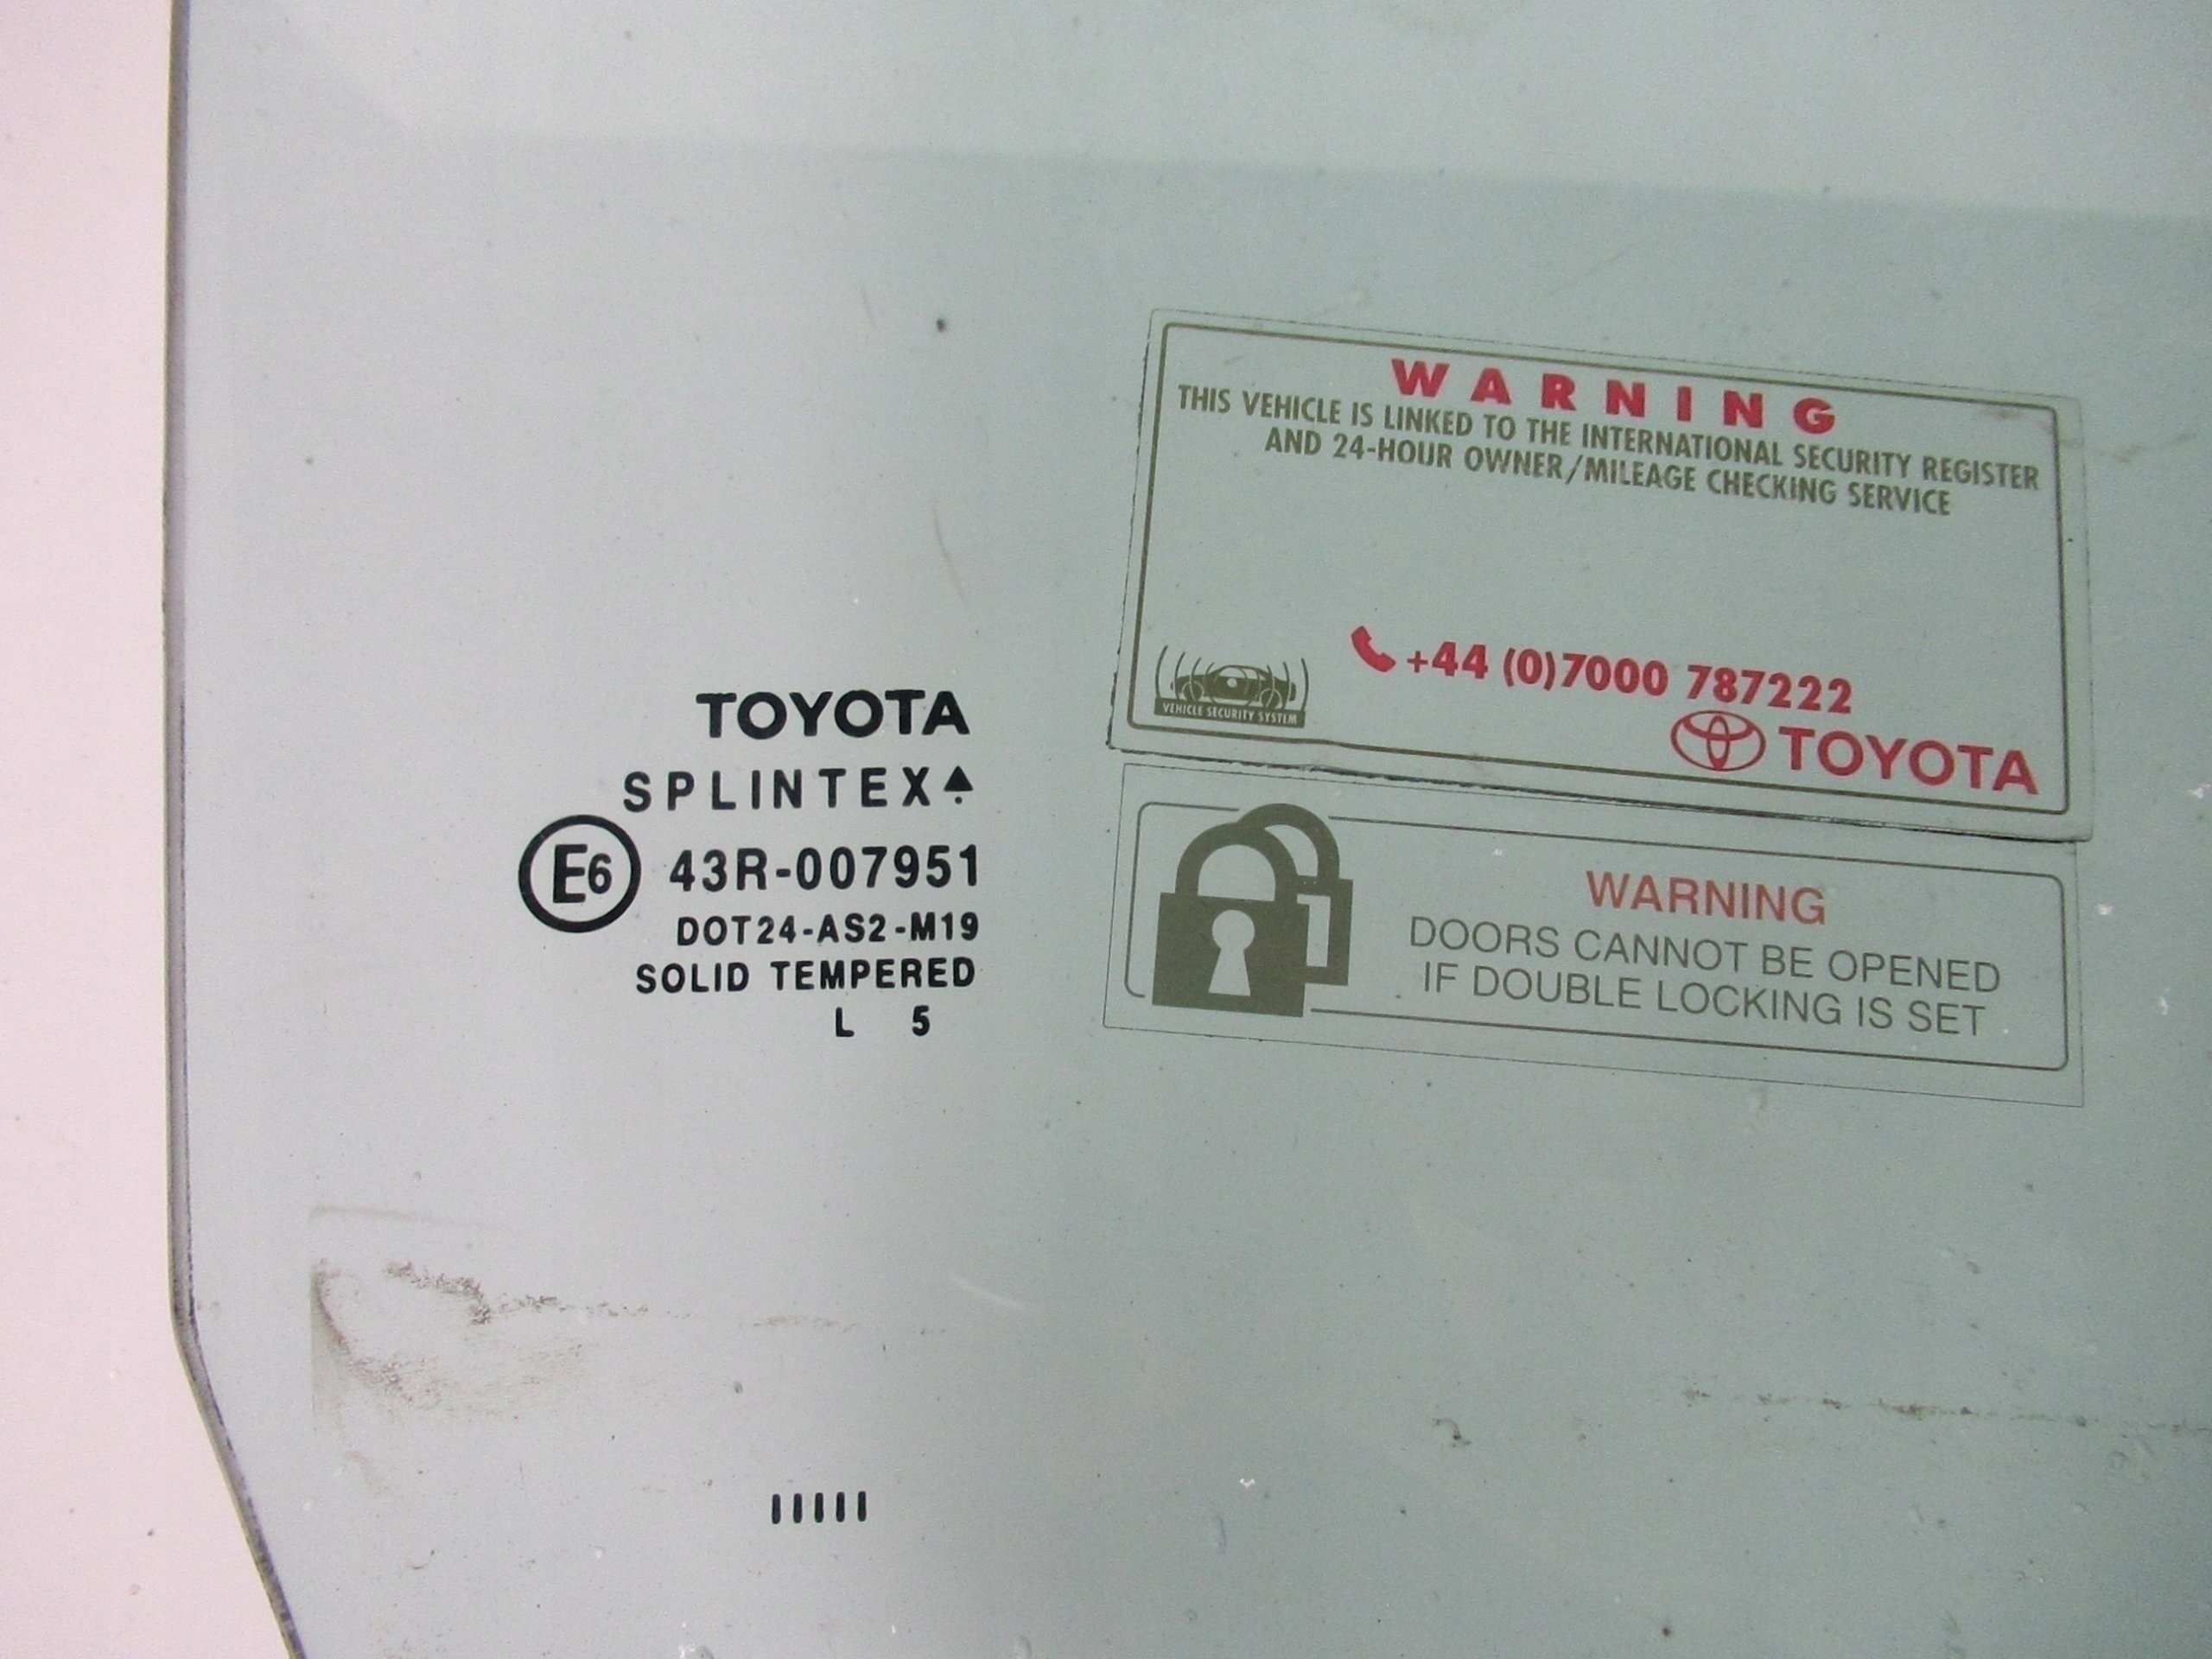 WARNING
THIS VEHICLE IS LINKED TO THE INTERNATIONAL SECURITY REGISTER
AND 24-HOUR OWNER/MILEAGE CHECKING SERVICE
+44 (0)7000 787222
VEHICLE SECURITY SYSTEM
TOYOTA
TOYOTA
SPLINTEX
E6 43R-007951
DOT24-AS2-M19
SOLID TEMPERED
L 5
WARNING
DOORS CANNOT BE OPENED
IF DOUBLE LOCKING IS SET